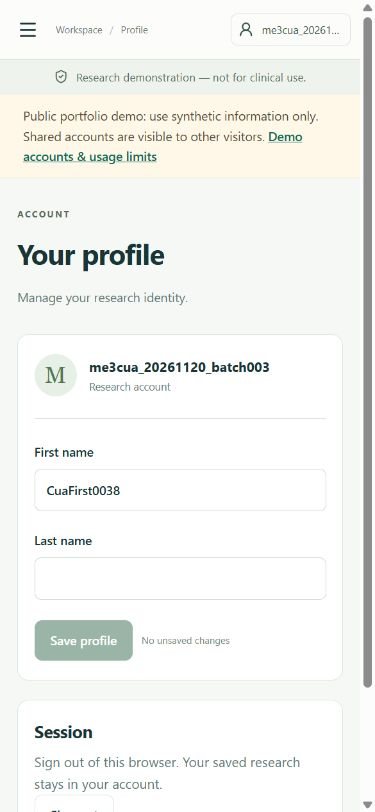 Workspace / Profile
me3cua_20261...
Research demonstration — not for clinical use.
Public portfolio demo: use synthetic information only.
Shared accounts are visible to other visitors. Demo
accounts & usage limits
ACCOUNT
Your profile
Manage your research identity.
M
me3cua_20261120_batch003
Research account
First name
CuaFirst0038
Last name
Save profile
No unsaved changes
Session
Sign out of this browser. Your saved research
stays in your account.